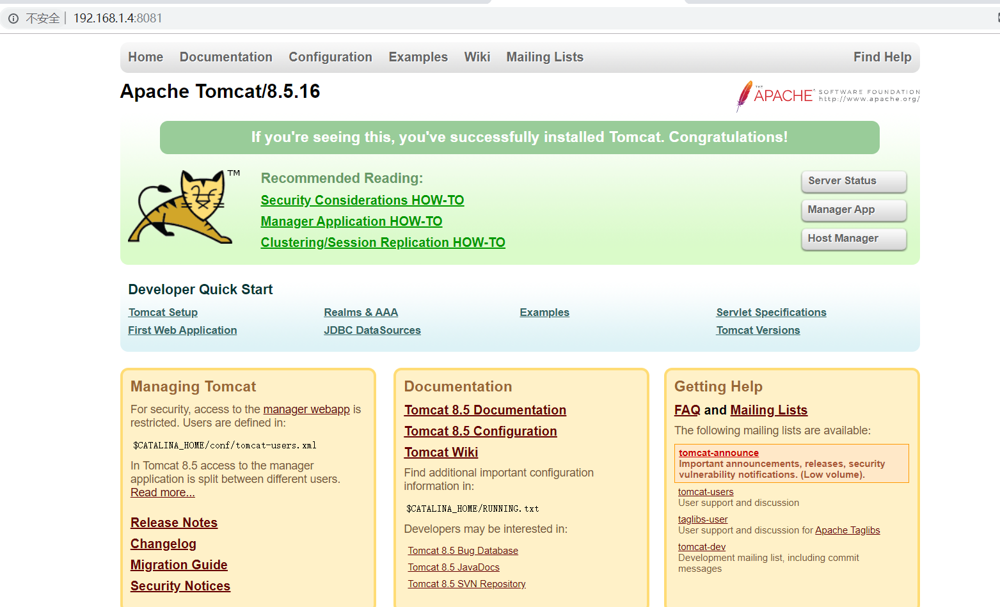 不安全 | 192.168.1.4:8081
Home Documentation Configuration Examples Wiki Mailing Lists Find Help
Apache Tomcat/8.5.16
THE
APACHE SOFTWARE FOUNDATION
http://www.apache.org/
If you're seeing this, you've successfully installed Tomcat. Congratulations!
TM
Recommended Reading:
Security Considerations HOW-TO
Manager Application HOW-TO
Clustering/Session Replication HOW-TO
Server Status
Manager App
Host Manager
Developer Quick Start
Tomcat Setup
First Web Application
Realms & AAA
JDBC DataSources
Examples
Servlet Specifications
Tomcat Versions
Managing Tomcat
For security, access to the manager webapp is
restricted. Users are defined in:
$CATALINA_HOME/conf/tomcat-users.xml
In Tomcat 8.5 access to the manager
application is split between different users.
Read more...
Release Notes
Changelog
Migration Guide
Security Notices
Documentation
Tomcat 8.5 Documentation
Tomcat 8.5 Configuration
Tomcat Wiki
Find additional important configuration
information in:
$CATALINA_HOME/RUNNING.txt
Developers may be interested in:
Tomcat 8.5 Bug Database
Tomcat 8.5 JavaDocs
Tomcat 8.5 SVN Repository
Getting Help
FAQ and Mailing Lists
The following mailing lists are available:
tomcat-announce
Important announcements, releases, security
vulnerability notifications. (Low volume).
tomcat-users
User support and discussion
taglibs-user
User support and discussion for Apache Taglibs
tomcat-dev
Development mailing list, including commit
messages